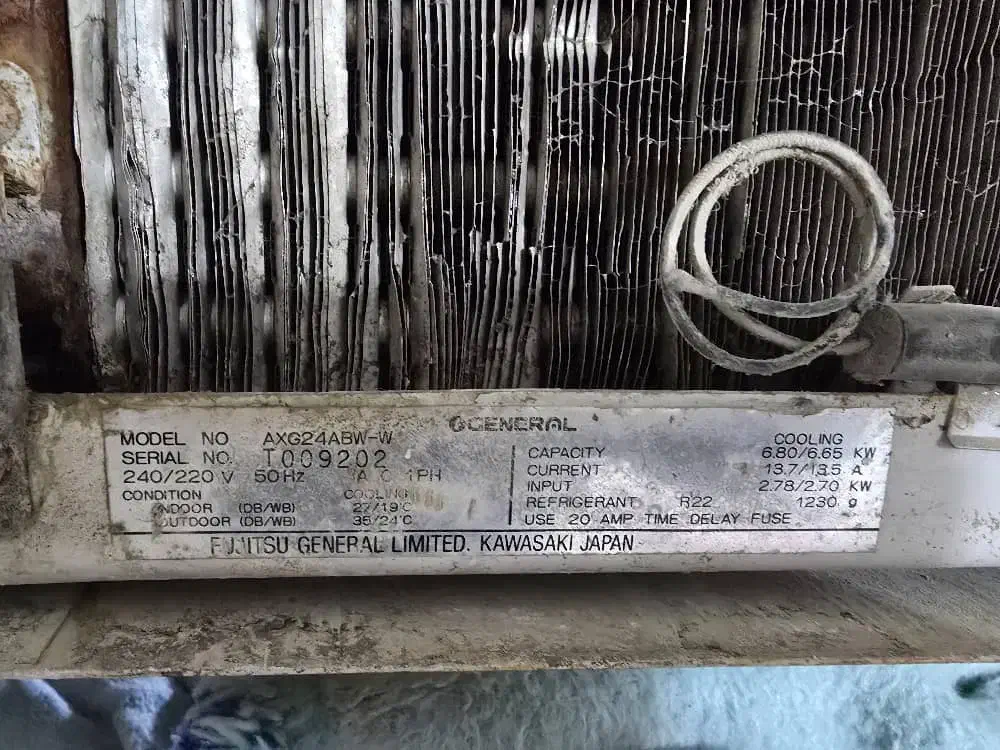 GENERAL
MODEL NO. AXG24ABW-W
SERIAL NO. T009202
240/220 V 50Hz A C 1PH
CONDITION COOLING
INDOOR (DB/WB) 27/19°C
OUTDOOR (DB/WB) 35/24°C
COOLING
CAPACITY 6.80/6.65 KW
CURRENT 13.7/13.5 A
INPUT 2.78/2.70 KW
REFRIGERANT R22 1230 g
USE 20 AMP TIME DELAY FUSE
FUJITSU GENERAL LIMITED. KAWASAKI JAPAN